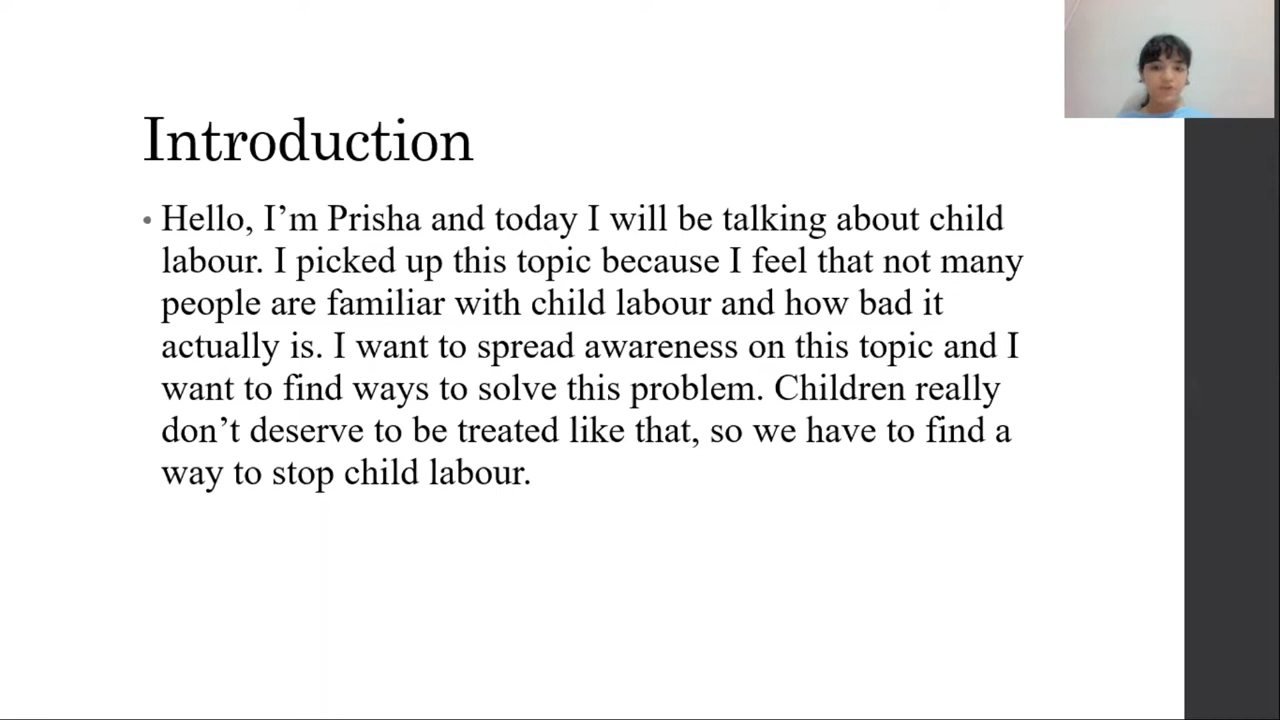 Introduction
• Hello, I’m Prisha and today I will be talking about child
labour. I picked up this topic because I feel that not many
people are familiar with child labour and how bad it
actually is. I want to spread awareness on this topic and I
want to find ways to solve this problem. Children really
don’t deserve to be treated like that, so we have to find a
way to stop child labour.